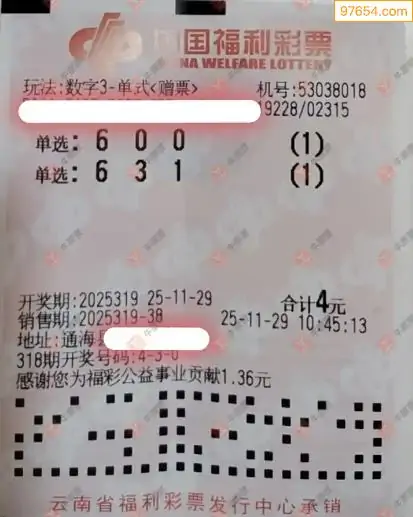 97654.com
中国福利彩票
NA WELFARE LOTTERY
玩法:数字3-单式<赠票>
机号:53038018
19228/02315
单选: 6 0 0 (1)
单选: 6 3 1 (1)
开奖期:2025319 25-11-29
合计4元
销售期:2025319-38 25-11-29 10:45:13
地址:通海县
318期开奖号码:4-3-0
感谢您为福彩公益事业贡献1.36元
云南省福利彩票发行中心承销